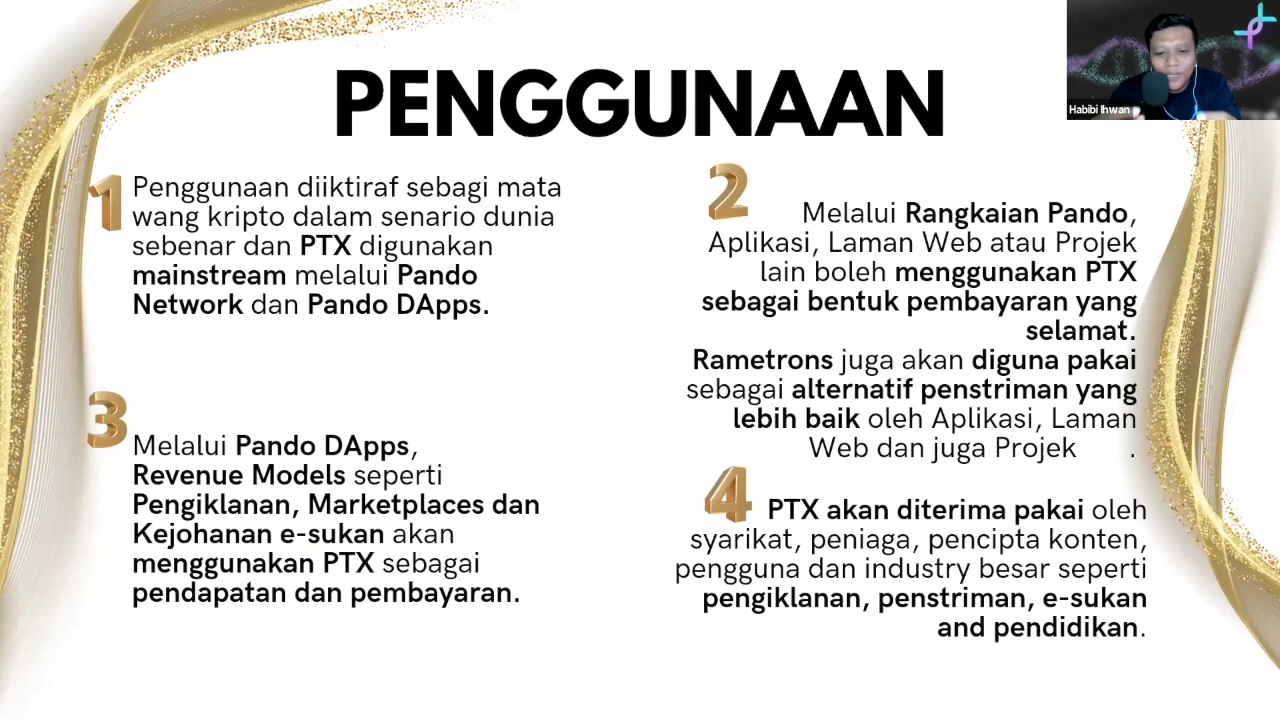 PENGGUNAAN
Habibi Ihwan
1
Penggunaan diiktiraf sebagi mata
wang kripto dalam senario dunia
sebenar dan PTX digunakan
mainstream melalui Pando
Network dan Pando DApps.
2
Melalui Rangkaian Pando,
Aplikasi, Laman Web atau Projek
lain boleh menggunakan PTX
sebagai bentuk pembayaran yang
selamat.
Rametrons juga akan diguna pakai
sebagai alternatif penstriman yang
lebih baik oleh Aplikasi, Laman
Web dan juga Projek .
3
Melalui Pando DApps,
Revenue Models seperti
Pengiklanan, Marketplaces dan
Kejohanan e-sukan akan
menggunakan PTX sebagai
pendapatan dan pembayaran.
4
PTX akan diterima pakai oleh
syarikat, peniaga, pencipta konten,
pengguna dan industry besar seperti
pengiklanan, penstriman, e-sukan
and pendidikan.